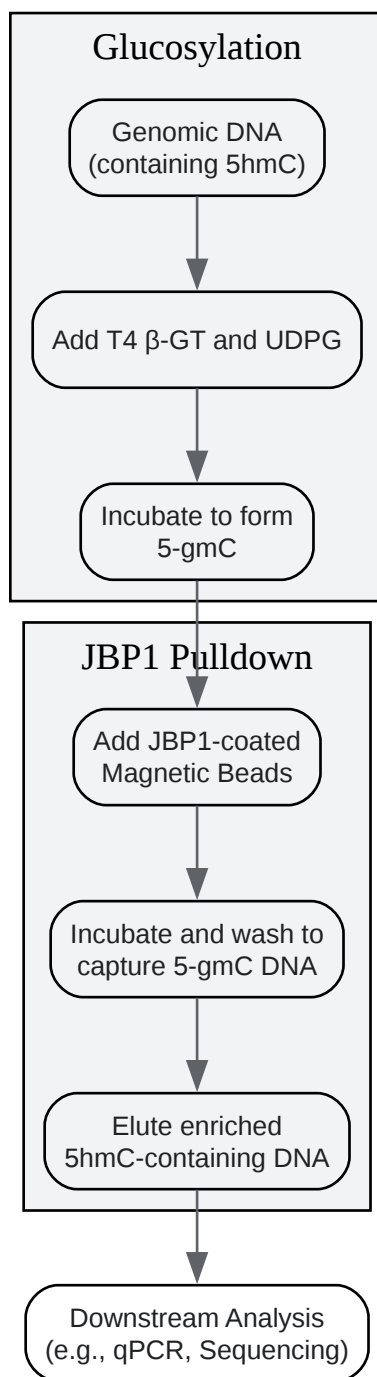 Glucosylation
Genomic DNA
(containing 5hmC)
Add T4 β-GT and UDPG
Incubate to form
5-gmC
JBP1 Pulldown
Add JBP1-coated
Magnetic Beads
Incubate and wash to
capture 5-gmC DNA
Elute enriched
5hmC-containing DNA
Downstream Analysis
(e.g., qPCR, Sequencing)